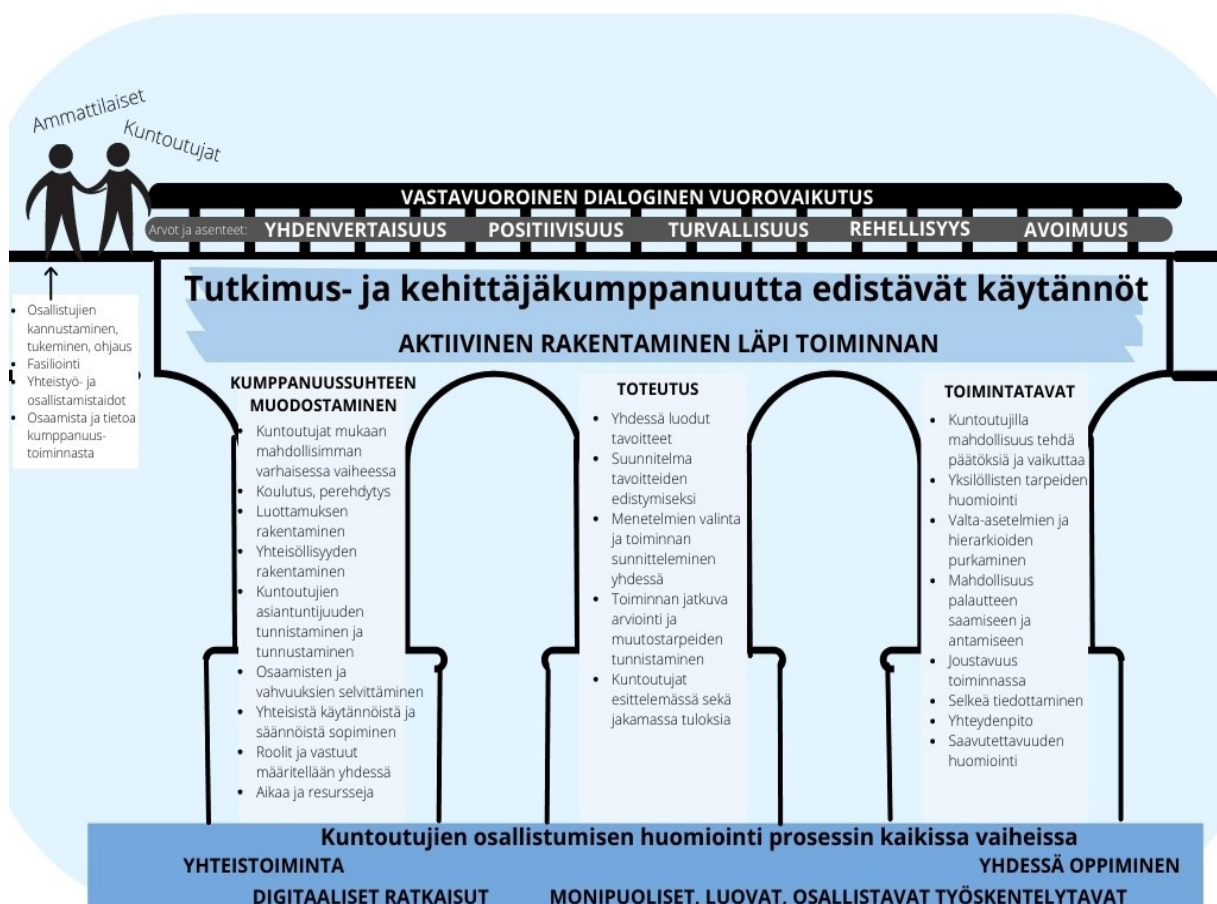 Ammattilaiset
Kuntoutujat
VASTAVUOROINEN DIALOGINEN VUOROVAIKUTUS
Arvot ja asenteet: YHDENVERTAISUUS POSITIIVISUUS TURVALLISUUS REHELLISYYS AVOIMUUS
Tutkimus- ja kehittäjäkumppanuutta edistävät käytännöt
AKTIIVINEN RAKENTAMINEN LÄPI TOIMINNAN
• Osallistujien
kannustaminen,
tukeminen, ohjaus
• Fasiliointi
• Yhteistyö- ja
osallistamistaidot
• Osaamista ja tietoa
kumppanuus-
toiminnasta
KUMPPANUUSSUHTEEN
MUODOSTAMINEN
• Kuntoutujat mukaan
mahdollisimman
varhaisessa vaiheessa
• Koulutus, perehdytys
• Luottamuksen
rakentaminen
• Yhteisöllisyyden
rakentaminen
• Kuntoutujien
asiantuntijuuden
tunnistaminen ja
tunnustaminen
• Osaamisten ja
vahvuuksien selvittäminen
• Yhteisistä käytännöistä ja
säännöistä sopiminen
• Roolit ja vastuut
määritellään yhdessä
• Aikaa ja resursseja
TOTEUTUS
• Yhdessä luodut
tavoitteet
• Suunnitelma
tavoitteiden
edistymiseksi
• Menetelmien valinta
ja toiminnan
sunnitteleminen
yhdessä
• Toiminnan jatkuva
arviointi ja
muutostarpeiden
tunnistaminen
• Kuntoutujat
esittelemässä sekä
jakamassa tuloksia
TOIMINTATAVAT
• Kuntoutujilla
mahdollisuus tehdä
päätöksiä ja vaikuttaa
• Yksilöllisten tarpeiden
huomiointi
• Valta-asetelmien ja
hierarkioiden
purkaminen
• Mahdollisuus
palautteen
saamiseen ja
antamiseen
• Joustavuus
toiminnassa
• Selkeä tiedottaminen
• Yhteydenpito
• Saavutettavuuden
huomiointi
Kuntoutujien osallistumisen huomiointi prosessin kaikissa vaiheissa
YHTEISTOIMINTA YHDESSÄ OPPIMINEN
DIGITAALISET RATKAISUT MONIPUOLISET, LUOVAT, OSALLISTAVAT TYÖSKENTELYTAVAT